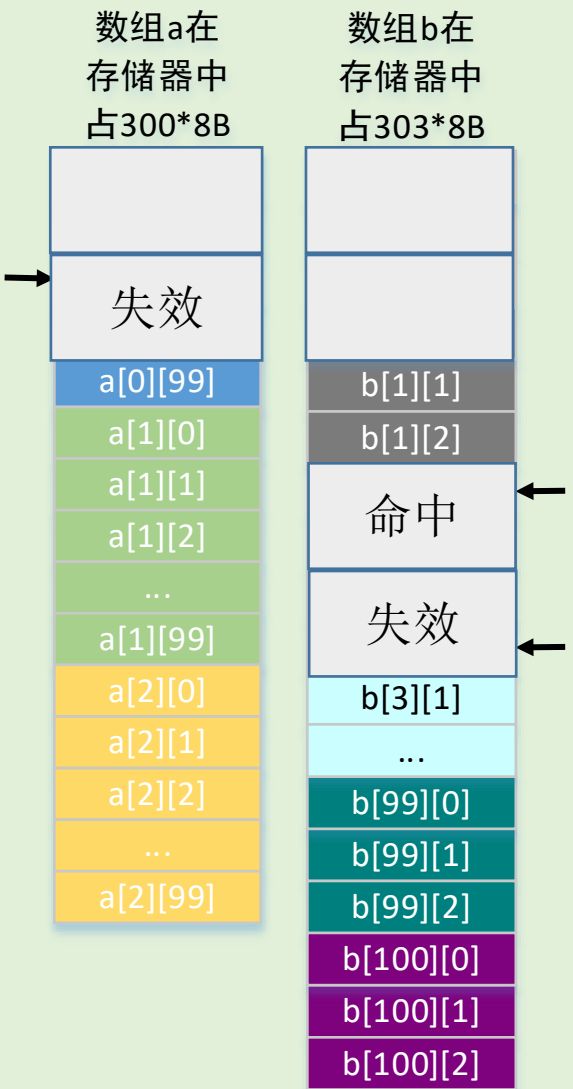 数组a在
存储器中
占300*8B
失效
a[0][99]
a[1][0]
a[1][1]
a[1][2]
...
a[1][99]
a[2][0]
a[2][1]
a[2][2]
...
a[2][99]
数组b在
存储器中
占303*8B
b[1][1]
b[1][2]
命中
失效
b[3][1]
...
b[99][0]
b[99][1]
b[99][2]
b[100][0]
b[100][1]
b[100][2]